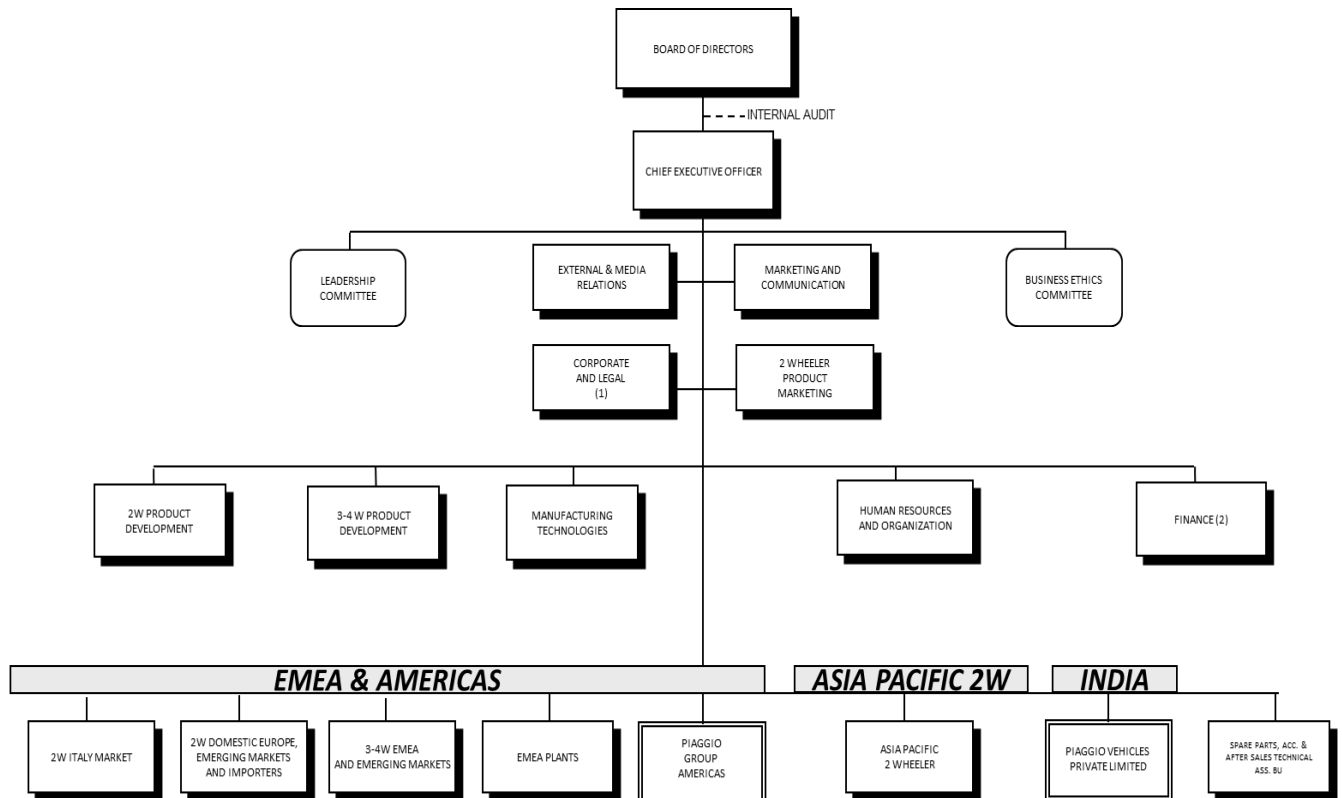 BOARD OF DIRECTORS
INTERNAL AUDIT
CHIEF EXECUTIVE OFFICER
LEADERSHIP
COMMITTEE
EXTERNAL & MEDIA
RELATIONS
MARKETING AND
COMMUNICATION
BUSINESS ETHICS
COMMITTEE
CORPORATE
AND LEGAL
(1)
2 WHEELER
PRODUCT
MARKETING
2W PRODUCT
DEVELOPMENT
3-4 W PRODUCT
DEVELOPMENT
MANUFACTURING
TECHNOLOGIES
HUMAN RESOURCES
AND ORGANIZATION
FINANCE (2)
EMEA & AMERICAS
ASIA PACIFIC 2W
INDIA
2W ITALY MARKET
2W DOMESTIC EUROPE,
EMERGING MARKETS
AND IMPORTERS
3-4W EMEA
AND EMERGING MARKETS
EMEA PLANTS
PIAGGIO
GROUP
AMERICAS
ASIA PACIFIC
2 WHEELER
PIAGGIO VEHICLES
PRIVATE LIMITED
SPARE PARTS, ACC. &
AFTER SALES TECHNICAL
ASS. BU